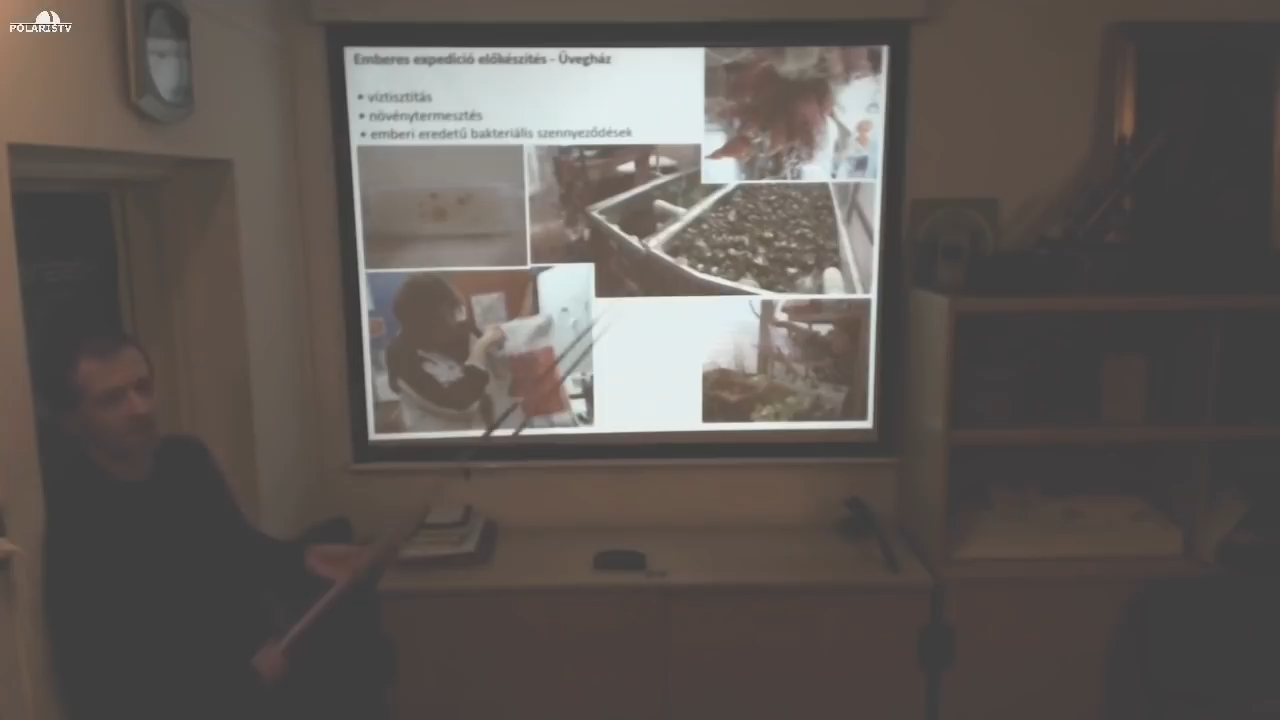 POLARISTV
Emberes expedíció előkészítés - Üvegház
• víztisztítás
• növénytermesztés
• emberi eredetű bakteriális szennyeződések